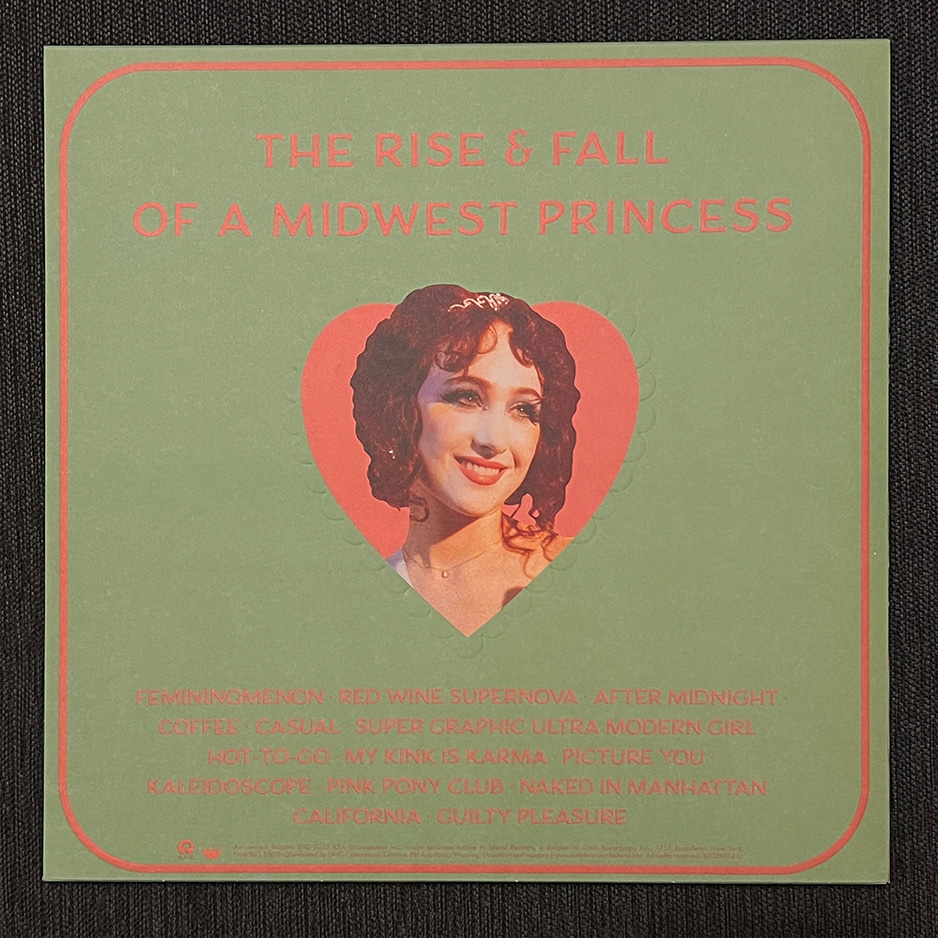 THE RISE & FALL
OF A MIDWEST PRINCESS
FEMININOMENON · RED WINE SUPERNOVA · AFTER MIDNIGHT ·
COFFEE · CASUAL · SUPER GRAPHIC ULTRA MODERN GIRL ·
HOT-TO-GO · MY KINK IS KARMA · PICTURE YOU ·
KALEIDOSCOPE · PINK PONY CLUB · NAKED IN MANHATTAN ·
CALIFORNIA · GUILTY PLEASURE